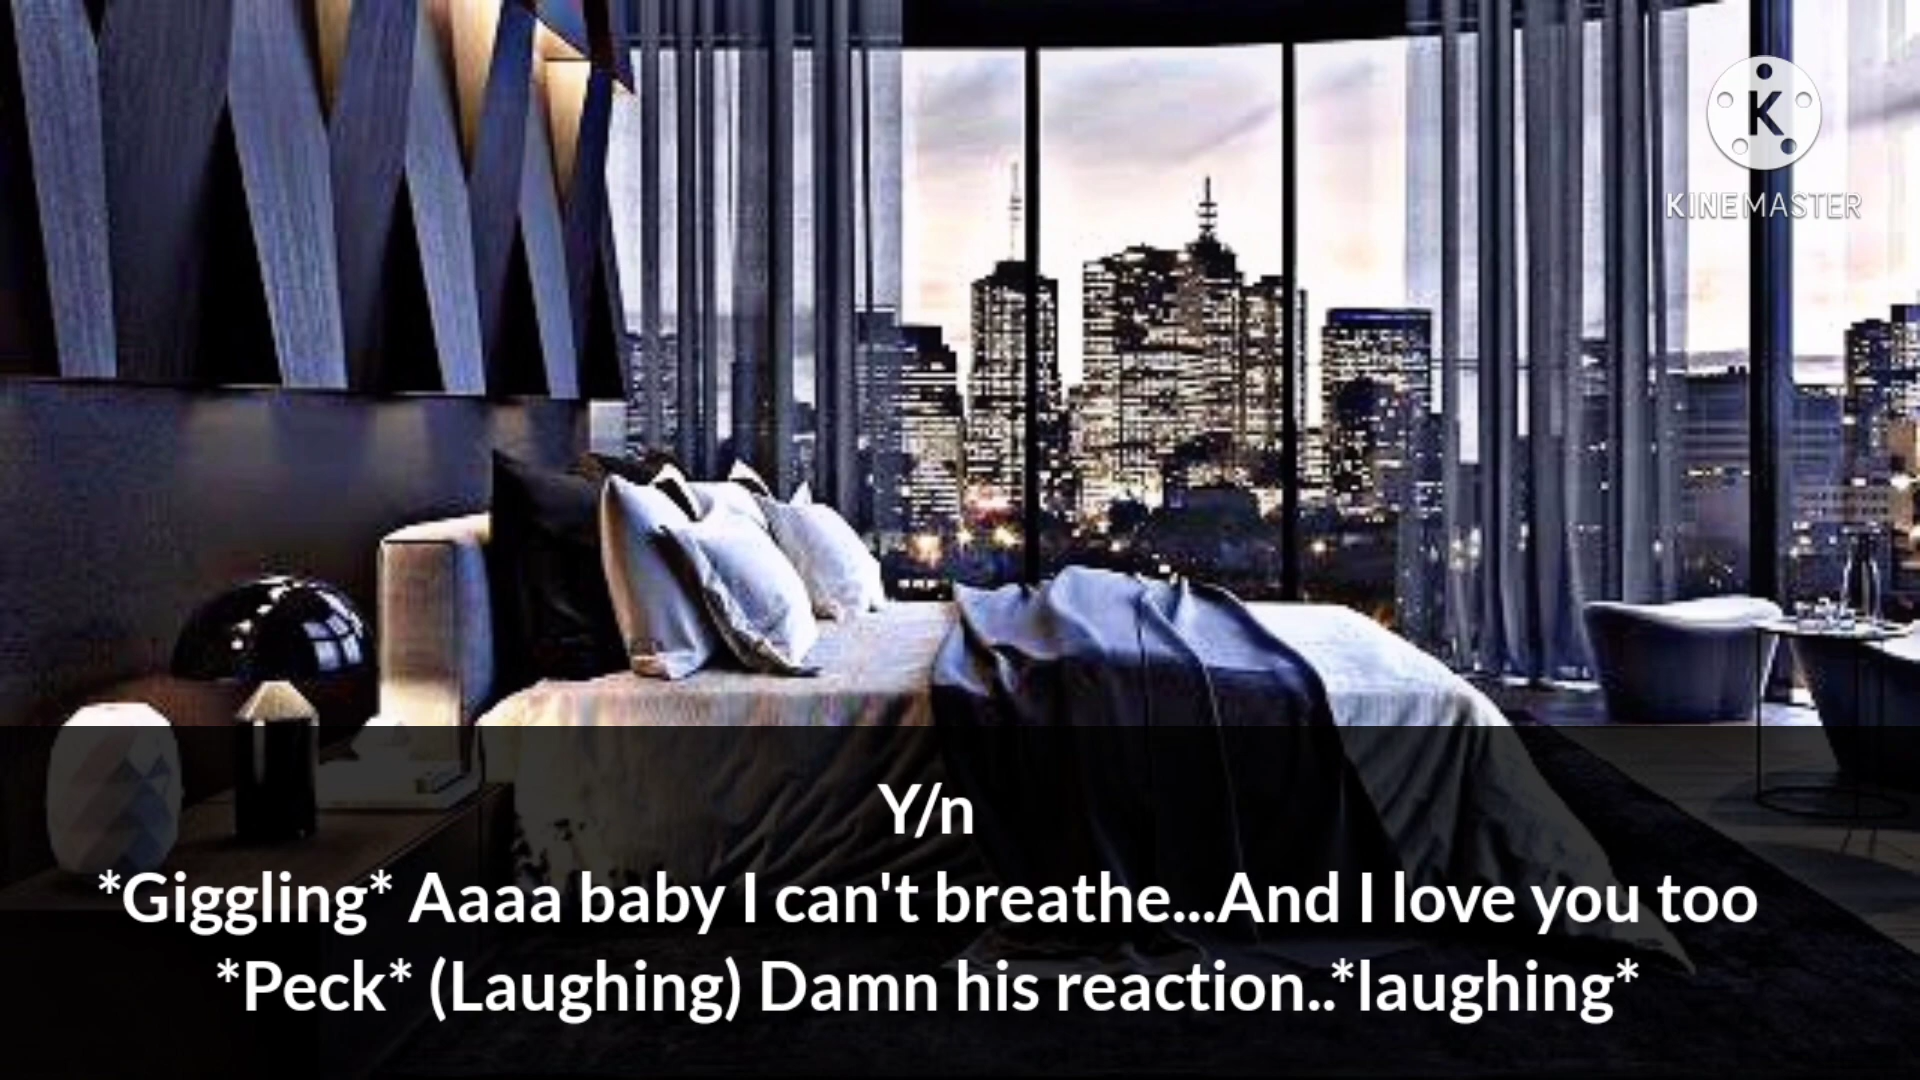 K
KINEMASTER
Y/n
*Giggling* Aaaa baby I can't breathe...And I love you too
*Peck* (Laughing) Damn his reaction..*laughing*